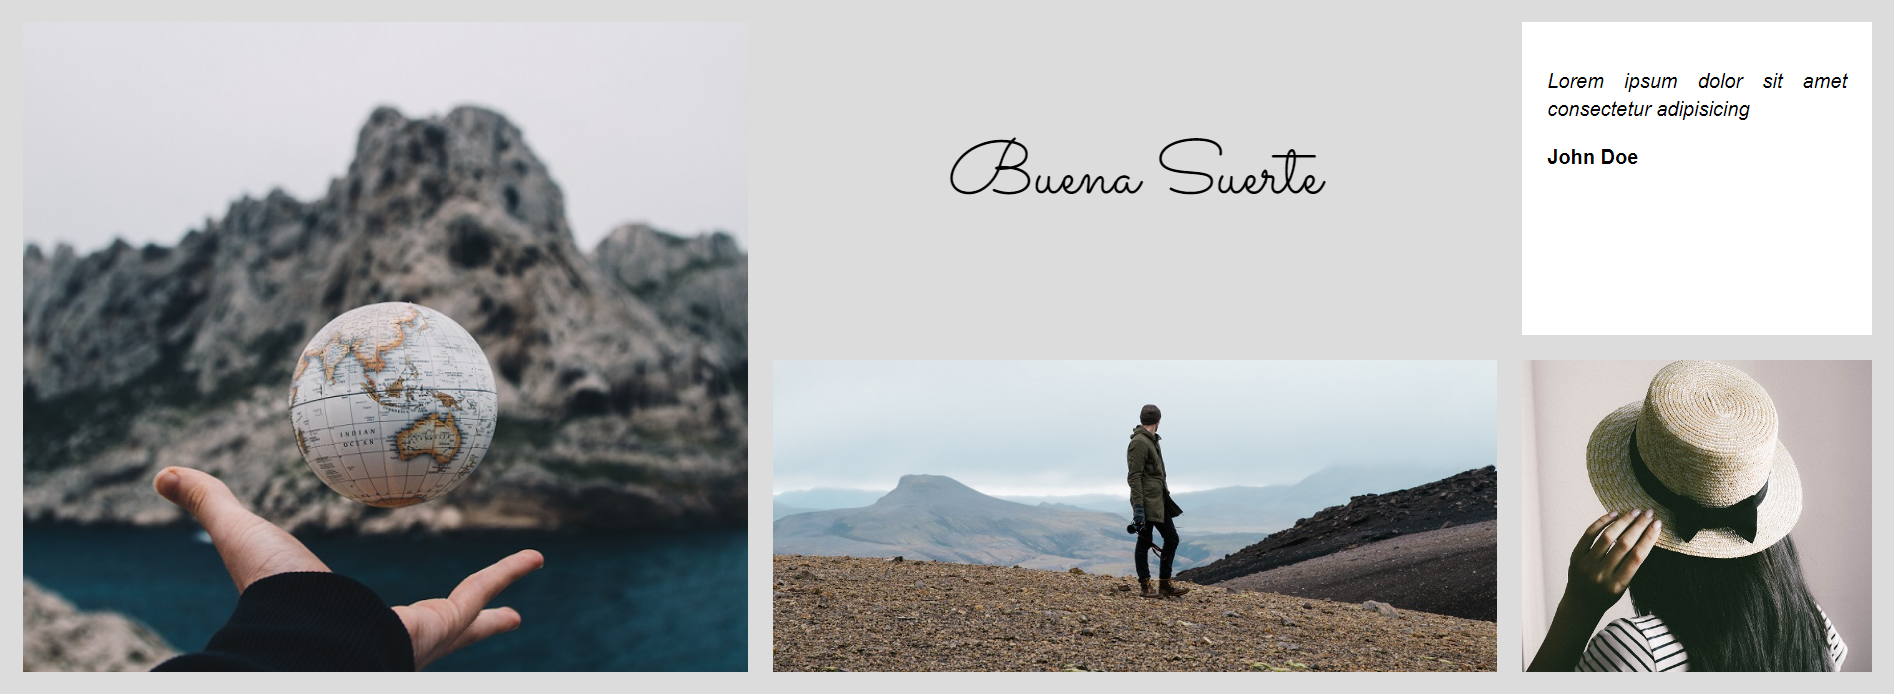 Buena Suerte
Lorem ipsum dolor sit amet
consectetur adipisicing
John Doe
INDIAN
OCEAN